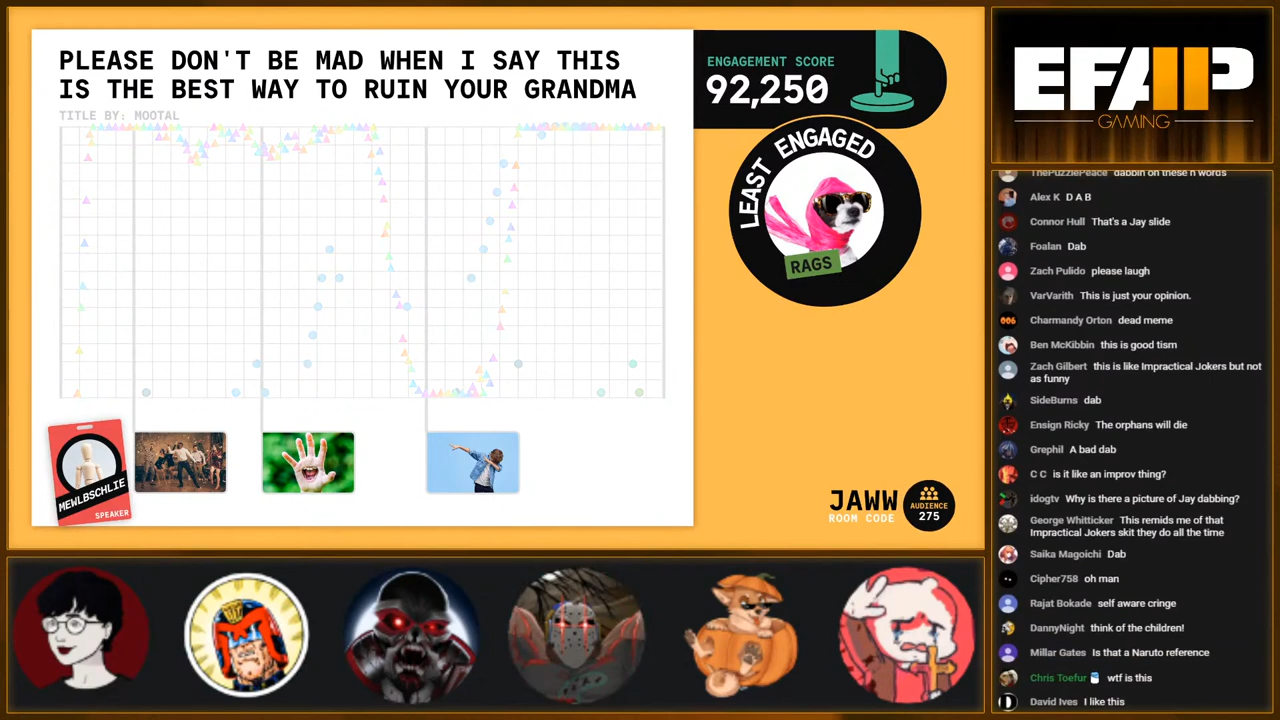 PLEASE DON'T BE MAD WHEN I SAY THIS
IS THE BEST WAY TO RUIN YOUR GRANDMA
TITLE BY: MOOTAL
ENGAGEMENT SCORE
92,250
LEAST ENGAGED
RAGS
MEWLBSCHLIE
SPEAKER
JAWW
ROOM CODE
AUDIENCE
275
EFAP
GAMING
ThePuzzlePeace dabbin on these n words
Alex K D A B
Connor Hull That's a Jay slide
Foalan Dab
Zach Pulido please laugh
VarVarith This is just your opinion.
Charmandy Orton dead meme
Ben McKibbin this is good tism
Zach Gilbert this is like Impractical Jokers but not
as funny
SideBurns dab
Ensign Ricky The orphans will die
Grephil A bad dab
C C is it like an improv thing?
idogtv Why is there a picture of Jay dabbing?
George Whitticker This remids me of that
Impractical Jokers skit they do all the time
Saika Magoichi Dab
Cipher758 oh man
Rajat Bokade self aware cringe
DannyNight think of the children!
Millar Gates Is that a Naruto reference
Chris Toefur wtf is this
David Ives I like this